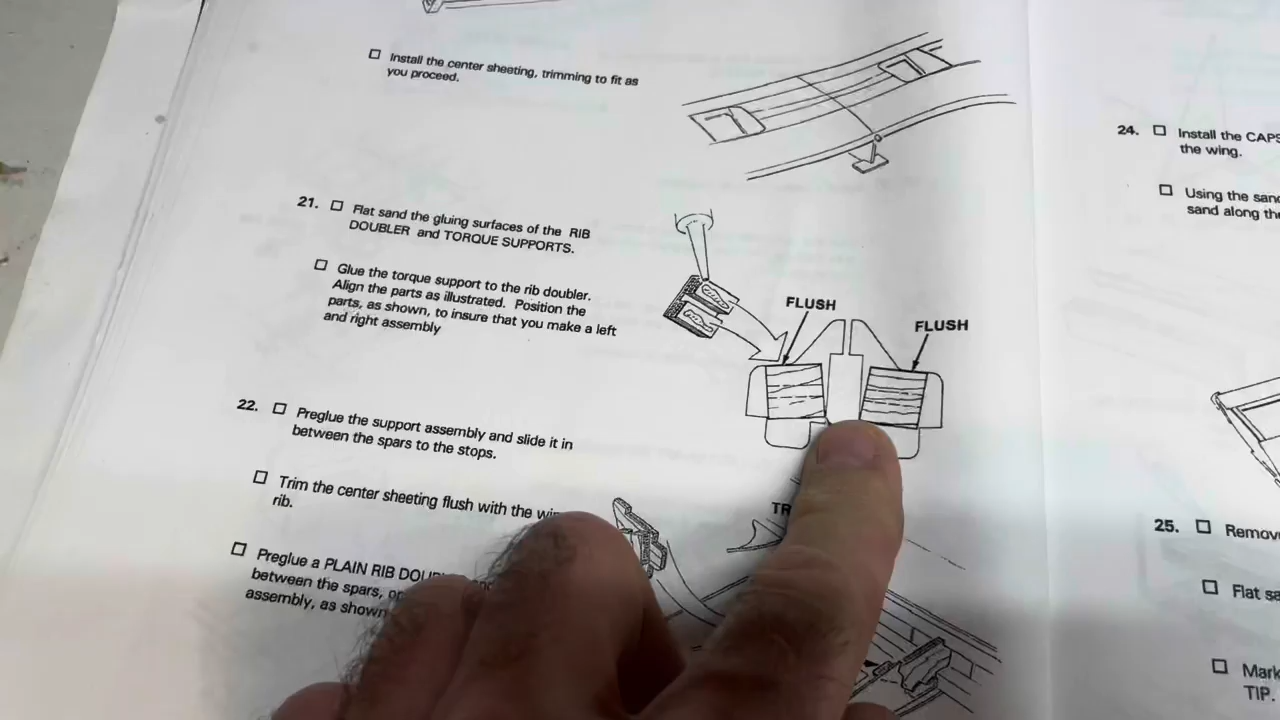 Install the center sheeting, trimming to fit as
you proceed.
21. Flat sand the gluing surfaces of the RIB
DOUBLER and TORQUE SUPPORTS.
Glue the torque support to the rib doubler.
Align the parts as illustrated. Position the
parts, as shown, to insure that you make a left
and right assembly
FLUSH
FLUSH
22. Preglue the support assembly and slide it in
between the spars to the stops.
Trim the center sheeting flush with the
rib.
Preglue a PLAIN RIB
between the spars,
assembly, as shown
TR
24. Install the CAPS
the wing.
Using the
sand along
25.
Flat
Mark
TIP.